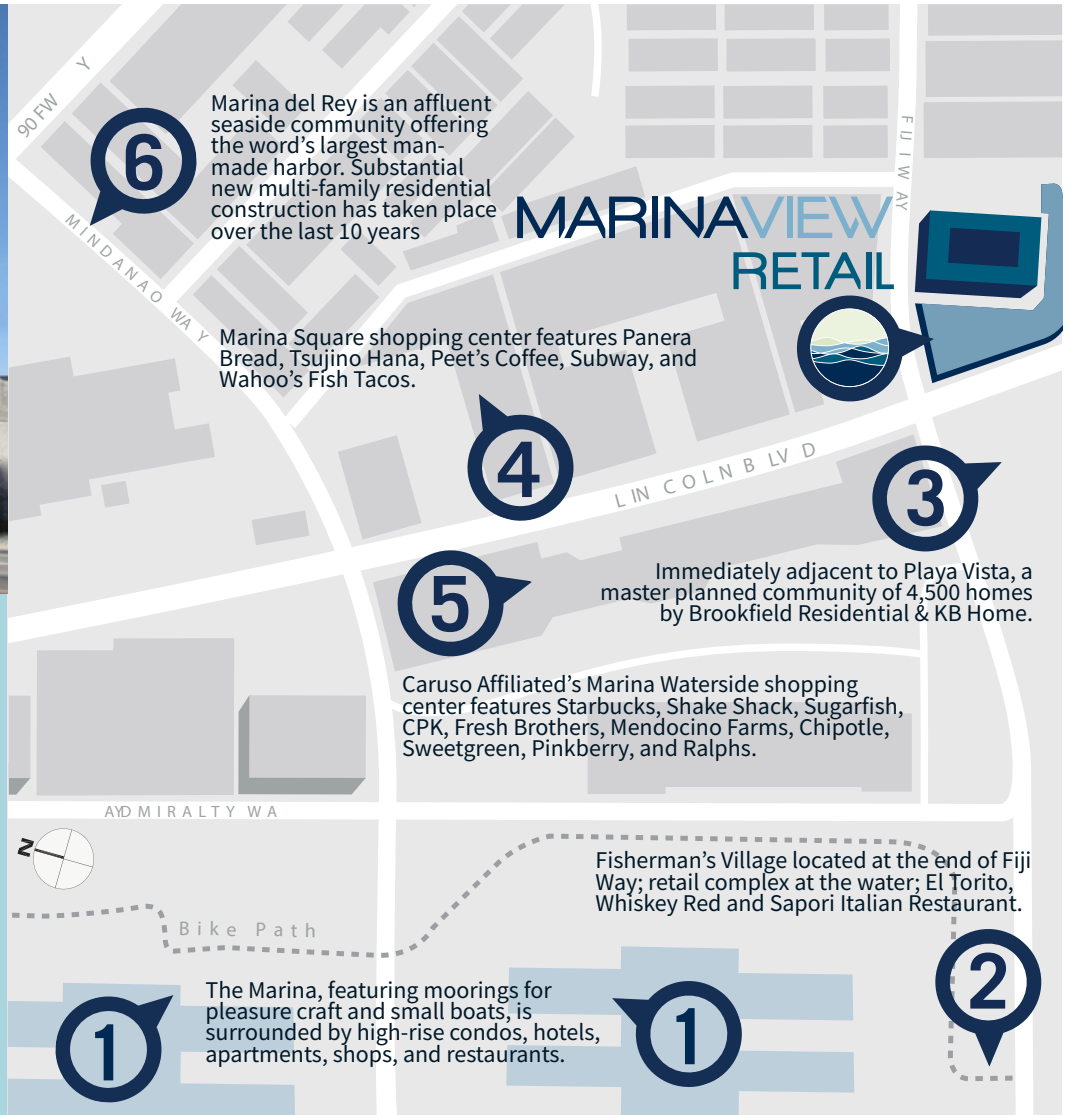 90 FW Y
6
Marina del Rey is an affluent
seaside community offering
the word’s largest man-
made harbor. Substantial
new multi-family residential
construction has taken place
over the last 10 years
FIJI WAY
MARINAVIEW
RETAIL
MINDANAO WA Y
Marina Square shopping center features Panera
Bread, Tsujino Hana, Peet’s Coffee, Subway, and
Wahoo’s Fish Tacos.
4
LIN COLN B LV D
3
Immediately adjacent to Playa Vista, a
master planned community of 4,500 homes
by Brookfield Residential & KB Home.
5
Caruso Affiliated’s Marina Waterside shopping
center features Starbucks, Shake Shack, Sugarfish,
CPK, Fresh Brothers, Mendocino Farms, Chipotle,
Sweetgreen, Pinkberry, and Ralphs.
AYDMIRALTY WA
N
Fisherman’s Village located at the end of Fiji
Way; retail complex at the water; El Torito,
Whiskey Red and Sapori Italian Restaurant.
Bike Path
2
The Marina, featuring moorings for
pleasure craft and small boats, is
surrounded by high-rise condos, hotels,
apartments, shops, and restaurants.
1
1